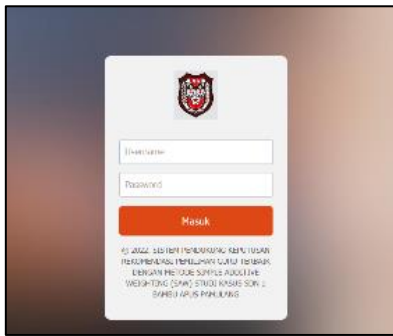 Username
Password
Masuk
© 2022, SISTEM PENDUKUNG KEPUTUSAN
REKOMENDASI PEMILIHAN GURU TERBAIK
DENGAN METODE SIMPLE ADDITIVE
WEIGHTING (SAW) STUDI KASUS SDN
BAMBU APUS PAMULANG